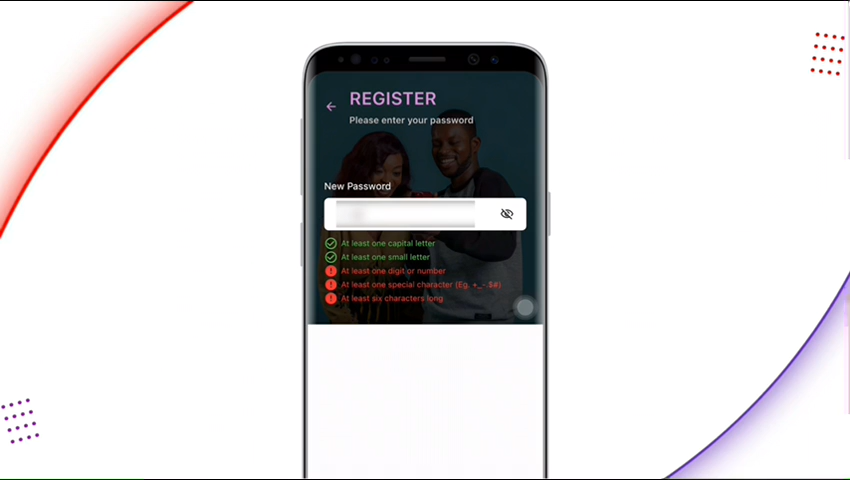 REGISTER
Please enter your password
New Password
At least one capital letter
At least one small letter
At least one digit or number
At least one special character (Eg. +_-.$#)
At least six characters long